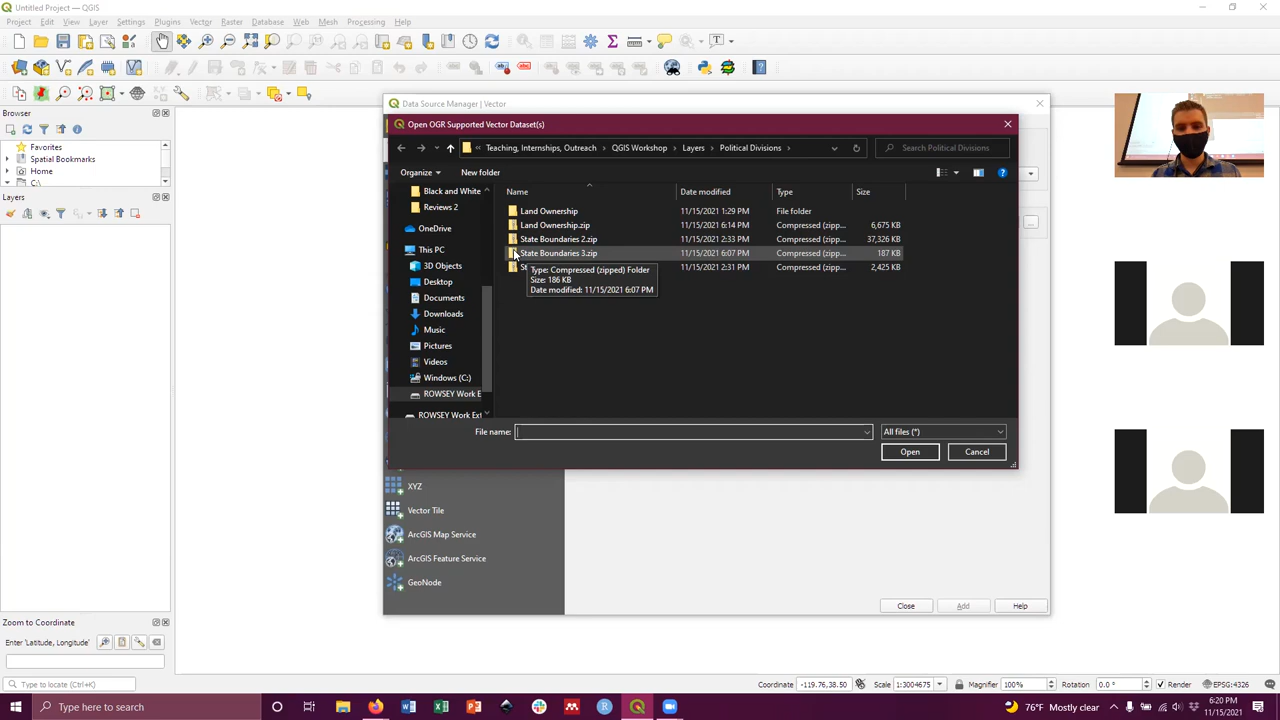 Untitled Project — QGIS
Project Edit View Layer Settings Plugins Vector Raster Database Web Mesh Processing Help
Browser
Favorites
Spatial Bookmarks
Home
C:\
Layers
Zoom to Coordinate
Enter 'Latitude, Longitude'
Type to locate (Ctrl+K)
Data Source Manager | Vector
Open OGR Supported Vector Dataset(s)
« Teaching, Internships, Outreach > QGIS Workshop > Layers > Political Divisions >
Search Political Divisions
Organize
New folder
Black and White
Reviews 2
OneDrive
This PC
3D Objects
Desktop
Documents
Downloads
Music
Pictures
Videos
Windows (C:)
ROWSEY Work E
ROWSEY Work Ext
Name Date modified Type Size
Land Ownership 11/15/2021 1:29 PM File folder
Land Ownership.zip 11/15/2021 6:14 PM Compressed (zipp... 6,675 KB
State Boundaries 2.zip 11/15/2021 2:33 PM Compressed (zipp... 37,326 KB
State Boundaries 3.zip 11/15/2021 6:07 PM Compressed (zipp... 187 KB
11/15/2021 2:31 PM Compressed (zipp... 2,425 KB
Type: Compressed (zipped) Folder
Size: 186 KB
Date modified: 11/15/2021 6:07 PM
File name:
All files (*)
Open
Cancel
XYZ
Vector Tile
ArcGIS Map Service
ArcGIS Feature Service
GeoNode
Close
Add
Help
Coordinate -119.76,38.50 Scale 1:3004675 Magnifier 100% Rotation 0.0 ° Render EPSG:4326
Type here to search
76°F Mostly clear
6:20 PM
11/15/2021